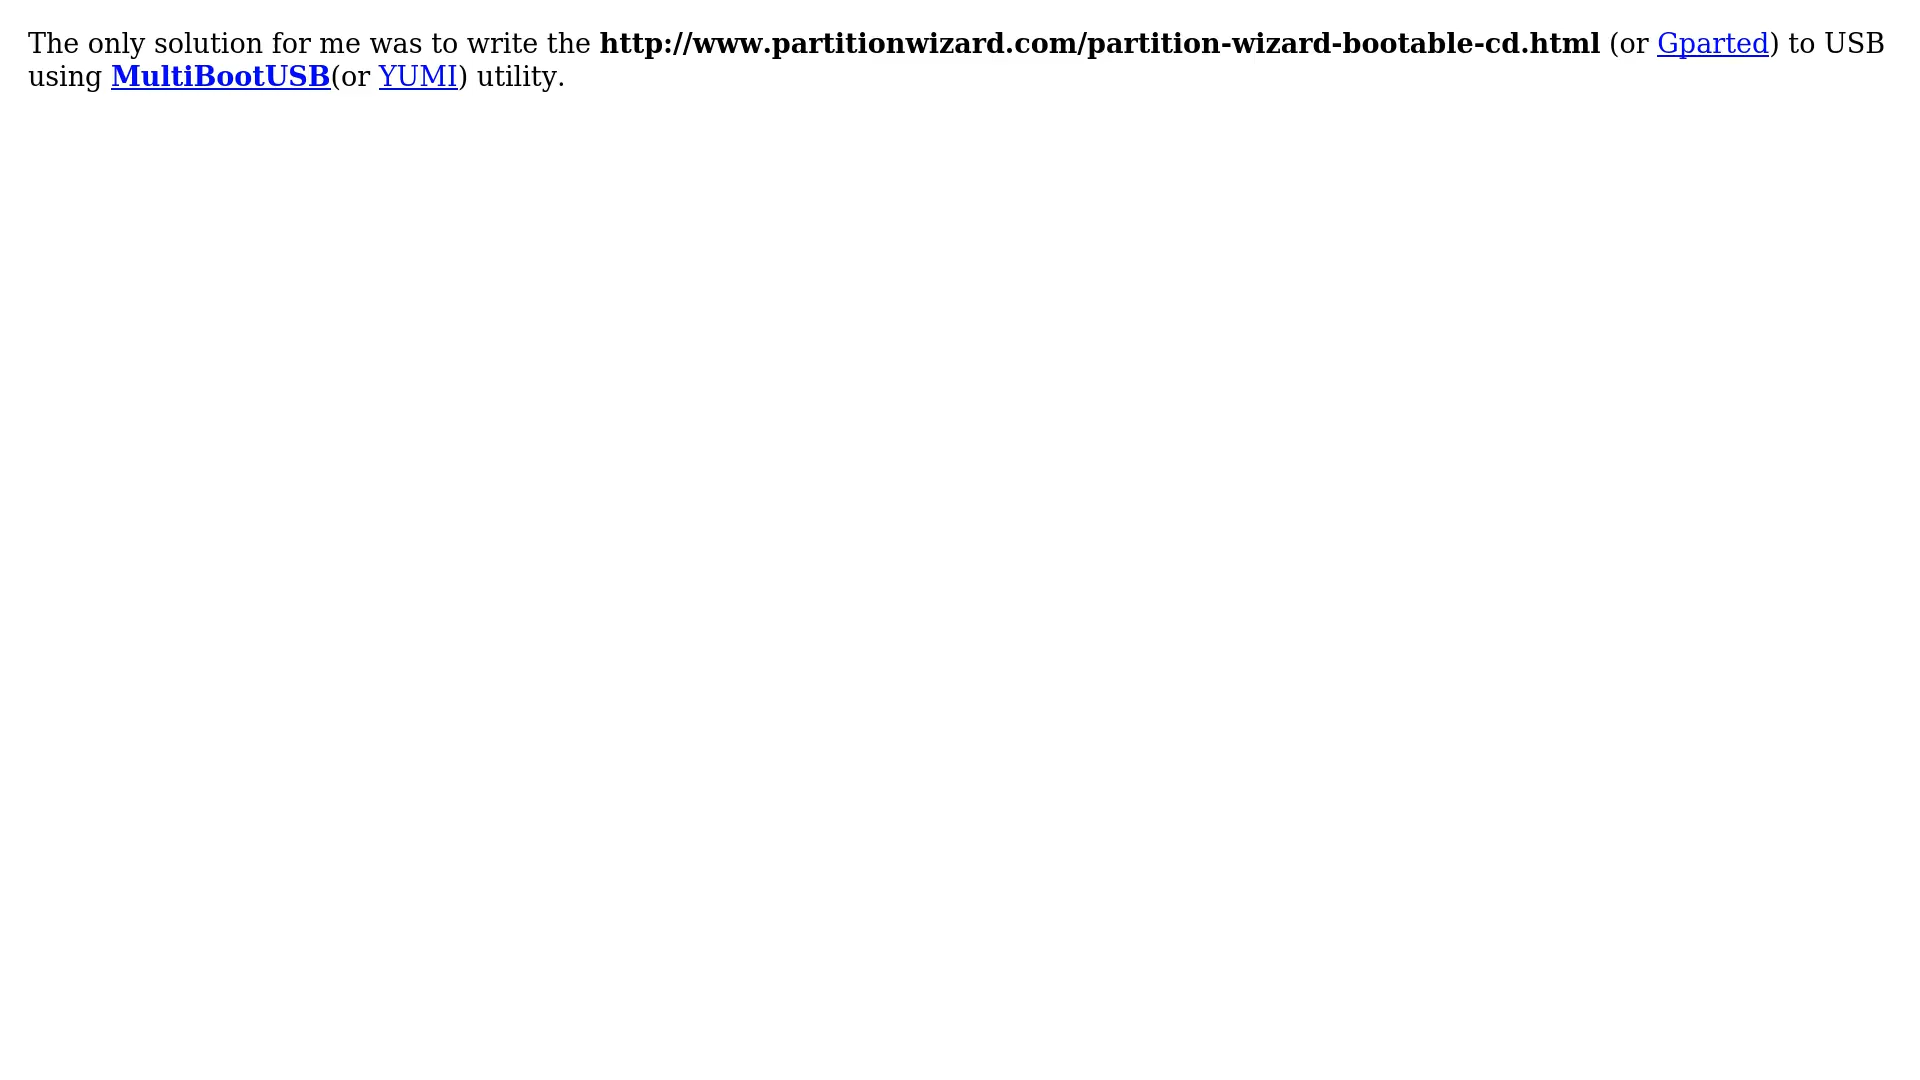 The only solution for me was to write the http://www.partitionwizard.com/partition-wizard-bootable-cd.html (or Gparted) to USB
using MultiBootUSB(or YUMI) utility.